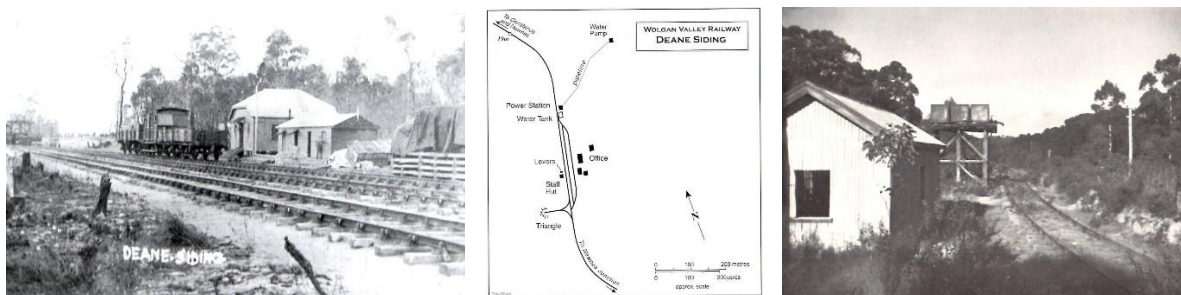 DEANE. SIDING.
WOLGAN VALLEY RAILWAY
DEANE SIDING
Water
Pump
pipeline
Power Station
Water Tank
Office
Levers
Staff
Hut
Triangle
N
0 100 200 metres
0 100 200 yards
approx. scale